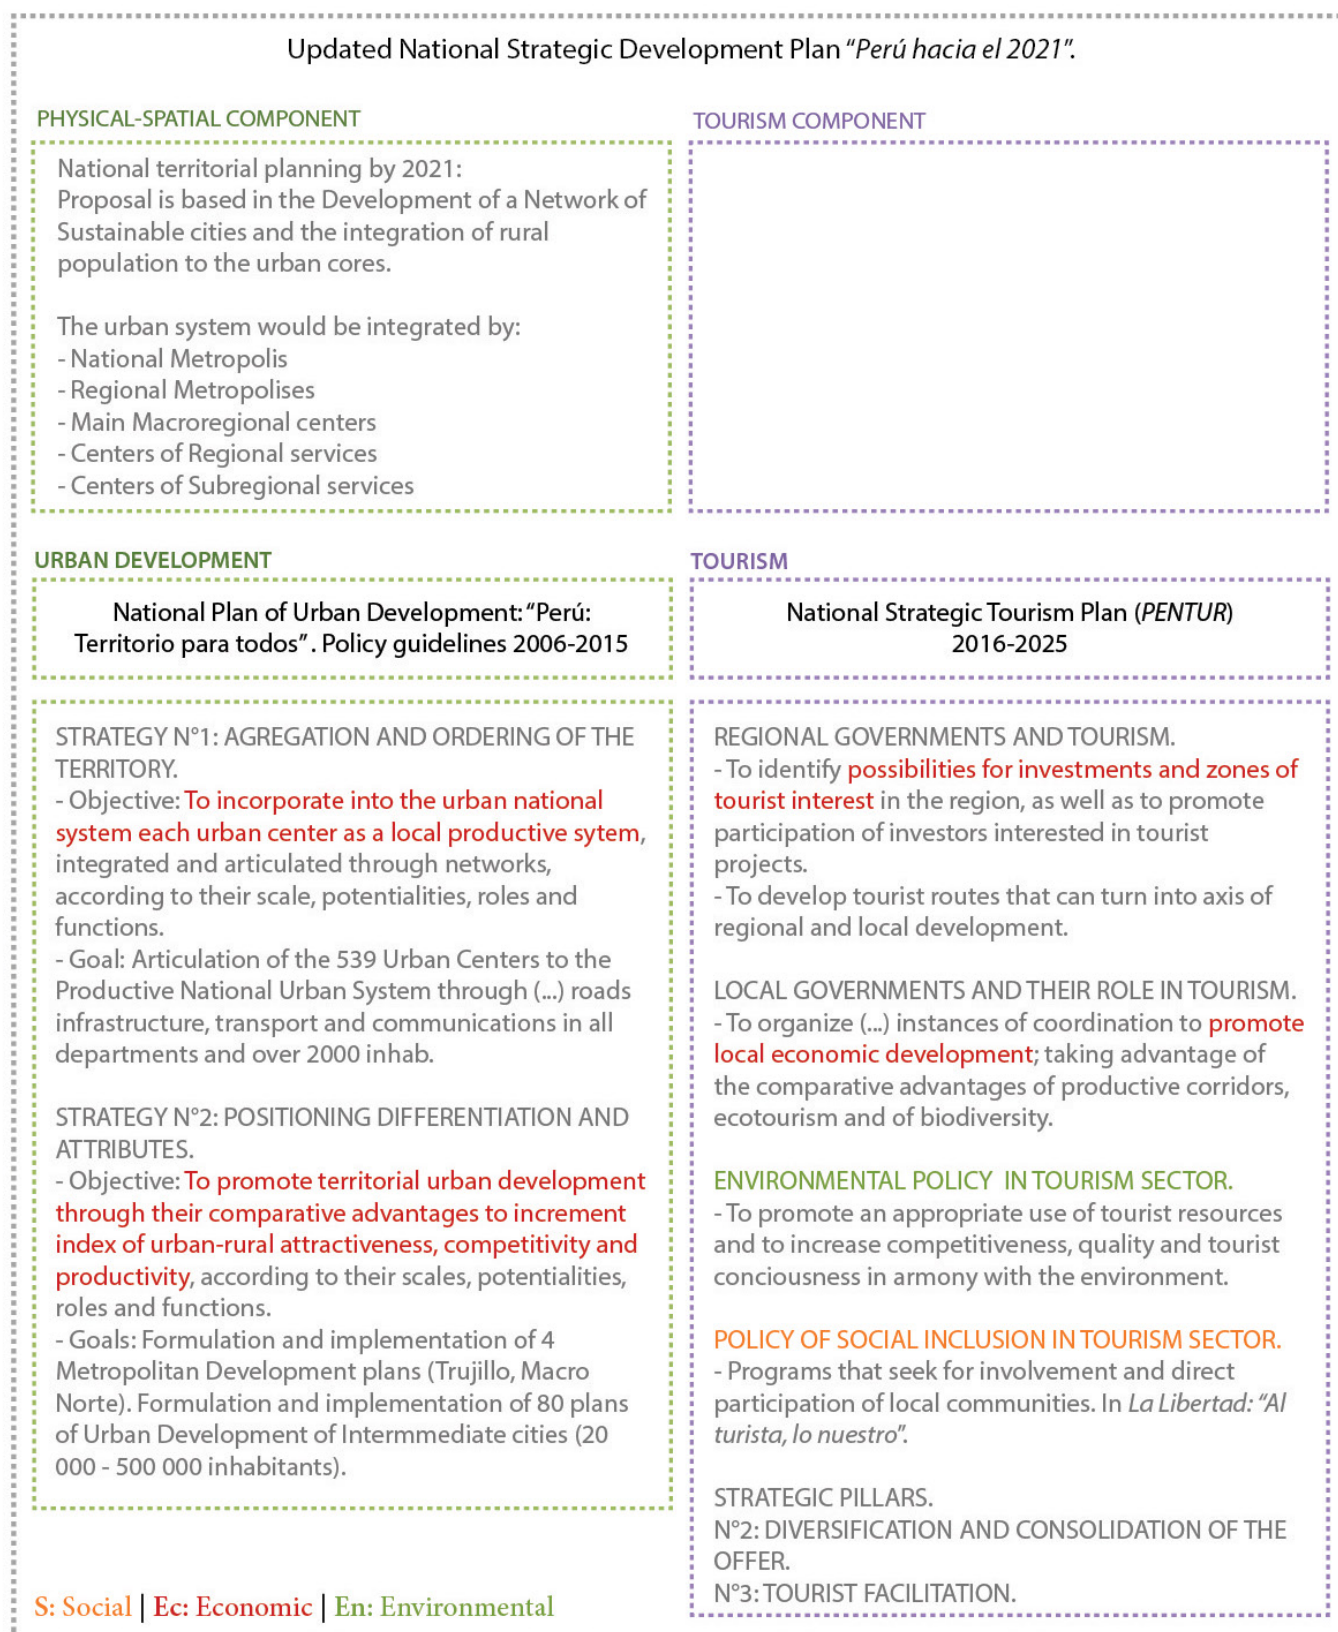 Updated National Strategic Development Plan “Perú hacia el 2021”.
PHYSICAL-SPATIAL COMPONENT
National territorial planning by 2021:
Proposal is based in the Development of a Network of
Sustainable cities and the integration of rural
population to the urban cores.
The urban system would be integrated by:
- National Metropolis
- Regional Metropolises
- Main Macroregional centers
- Centers of Regional services
- Centers of Subregional services
TOURISM COMPONENT
URBAN DEVELOPMENT
National Plan of Urban Development: “Perú:
Territorio para todos”. Policy guidelines 2006-2015
STRATEGY N°1: AGREGATION AND ORDERING OF THE
TERRITORY.
- Objective: To incorporate into the urban national
system each urban center as a local productive sytem,
integrated and articulated through networks,
according to their scale, potentialities, roles and
functions.
- Goal: Articulation of the 539 Urban Centers to the
Productive National Urban System through (...) roads
infrastructure, transport and communications in all
departments and over 2000 inhab.
STRATEGY N°2: POSITIONING DIFFERENTIATION AND
ATTRIBUTES.
- Objective: To promote territorial urban development
through their comparative advantages to increment
index of urban-rural attractiveness, competitivity and
productivity, according to their scales, potentialities,
roles and functions.
- Goals: Formulation and implementation of 4
Metropolitan Development plans (Trujillo, Macro
Norte). Formulation and implementation of 80 plans
of Urban Development of Intermmediate cities (20
000 - 500 000 inhabitants).
TOURISM
National Strategic Tourism Plan (PENTUR)
2016-2025
REGIONAL GOVERNMENTS AND TOURISM.
- To identify possibilities for investments and zones of
tourist interest in the region, as well as to promote
participation of investors interested in tourist
projects.
- To develop tourist routes that can turn into axis of
regional and local development.
LOCAL GOVERNMENTS AND THEIR ROLE IN TOURISM.
- To organize (...) instances of coordination to promote
local economic development; taking advantage of
the comparative advantages of productive corridors,
ecotourism and of biodiversity.
ENVIRONMENTAL POLICY IN TOURISM SECTOR.
- To promote an appropriate use of tourist resources
and to increase competitiveness, quality and tourist
conciousness in armony with the environment.
POLICY OF SOCIAL INCLUSION IN TOURISM SECTOR.
- Programs that seek for involvement and direct
participation of local communities. In La Libertad: “Al
turista, lo nuestro”.
STRATEGIC PILLARS.
N°2: DIVERSIFICATION AND CONSOLIDATION OF THE
OFFER.
N°3: TOURIST FACILITATION.
S: Social | Ec: Economic | En: Environmental